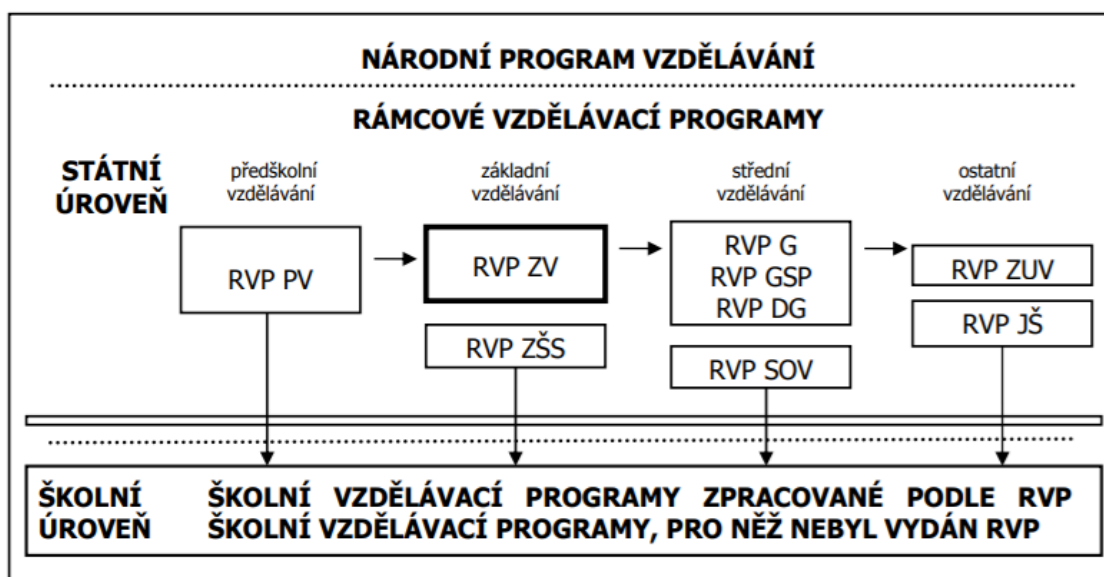 NÁRODNÍ PROGRAM VZDĚLÁVÁNÍ
RÁMCOVÉ VZDĚLÁVACÍ PROGRAMY
STÁTNÍ
ÚROVEŇ
předškolní
vzdělávání
základní
vzdělávání
střední
vzdělávání
ostatní
vzdělávání
RVP PV
RVP ZV
RVP ZŠS
RVP G
RVP GSP
RVP DG
RVP SOV
RVP ZUV
RVP JŠ
ŠKOLNÍ
ÚROVEŇ
ŠKOLNÍ VZDĚLÁVACÍ PROGRAMY ZPRACOVANÉ PODLE RVP
ŠKOLNÍ VZDĚLÁVACÍ PROGRAMY, PRO NĚŽ NEBYL VYDÁN RVP